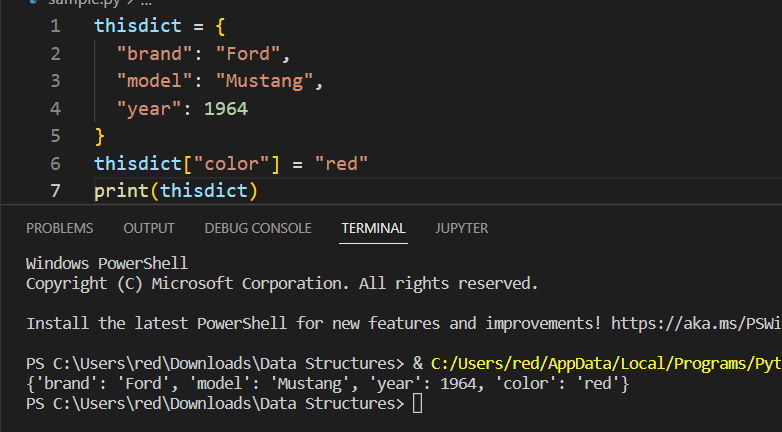 sample.py > ...
1 thisdict = {
2 "brand": "Ford",
3 "model": "Mustang",
4 "year": 1964
5 }
6 thisdict["color"] = "red"
7 print(thisdict)
PROBLEMS OUTPUT DEBUG CONSOLE TERMINAL JUPYTER
Windows PowerShell
Copyright (C) Microsoft Corporation. All rights reserved.
Install the latest PowerShell for new features and improvements! https://aka.ms/PSWi
PS C:\Users\red\Downloads\Data Structures> & C:/Users/red/AppData/Local/Programs/Pyt
{'brand': 'Ford', 'model': 'Mustang', 'year': 1964, 'color': 'red'}
PS C:\Users\red\Downloads\Data Structures>